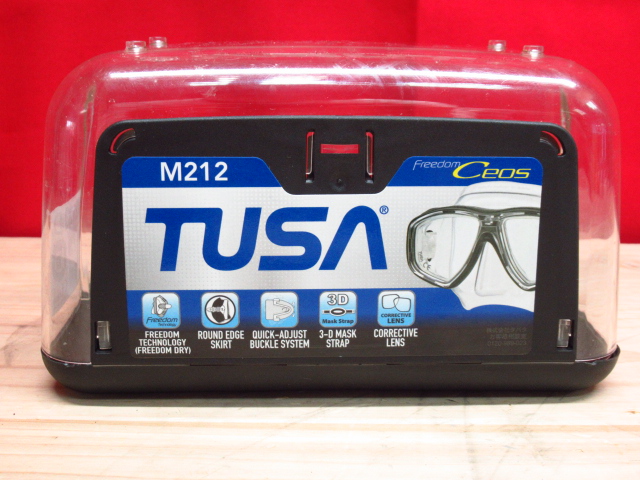 M212
Freedom Ceos
TUSA®
Freedom
Technology
3D
Mask Strap
CORRECTIVE
LENS
FREEDOM
TECHNOLOGY
(FREEDOM DRY)
ROUND EDGE
SKIRT
QUICK-ADJUST
BUCKLE SYSTEM
3-D MASK
STRAP
CORRECTIVE
LENS